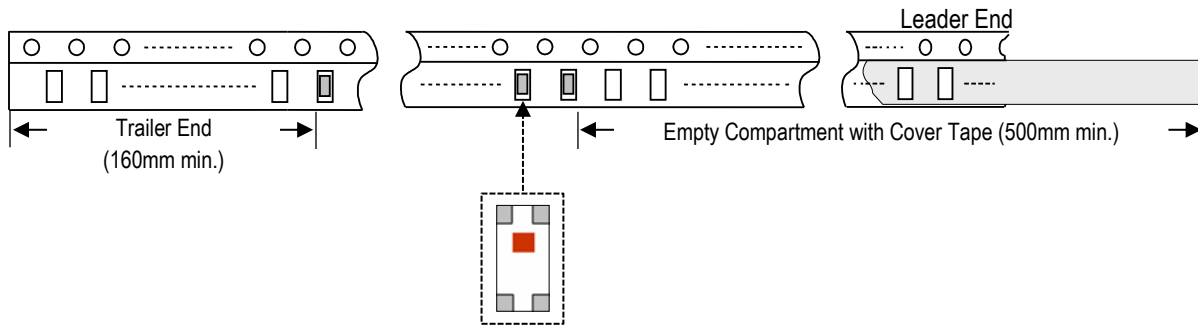 Leader End
Trailer End
(160mm min.)
Empty Compartment with Cover Tape (500mm min.)